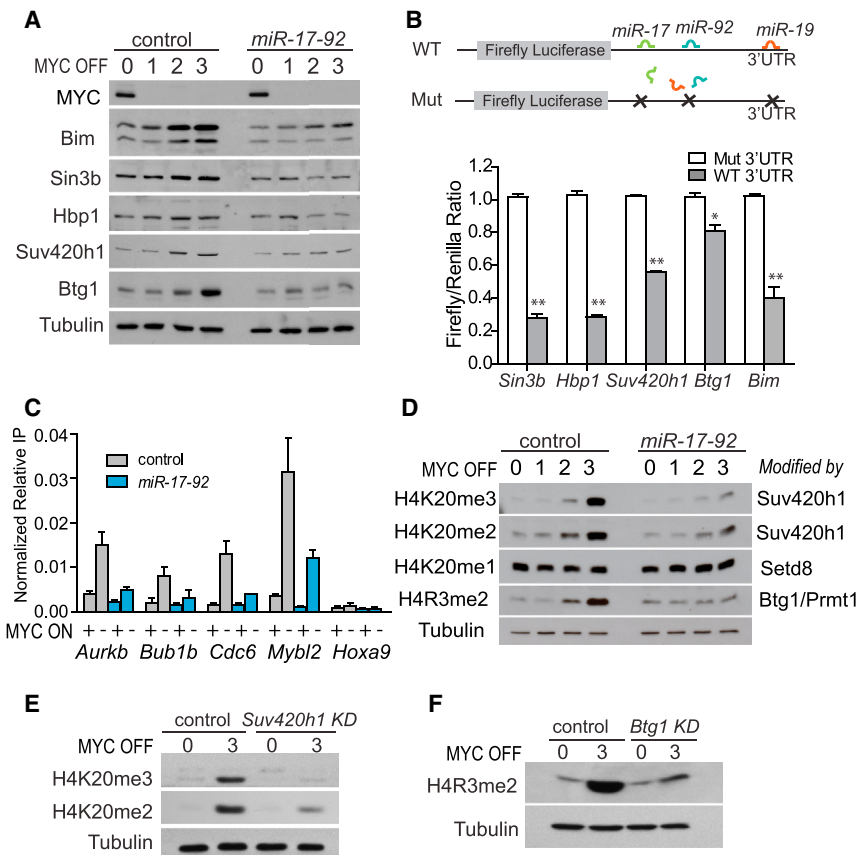 A
control miR-17-92
MYC OFF 0 1 2 3 0 1 2 3
MYC
Bim
Sin3b
Hbp1
Suv420h1
Btg1
Tubulin
B
miR-17 miR-92 miR-19
WT Firefly Luciferase
3'UTR
Mut Firefly Luciferase
3'UTR
Mut 3'UTR
WT 3'UTR
Firefly/Renilla Ratio
1.2
1.0
0.8
0.6
0.4
0.2
0.0
** ** ** * **
Sin3b Hbp1 Suv420h1 Btg1 Bim
C
Normalized Relative IP
0.04
0.03
0.02
0.01
0.00
control
miR-17-92
MYC ON + - + - + - + - + - + - + - + - + - + -
Aurkb Bub1b Cdc6 Mybl2 Hoxa9
D
control miR-17-92
MYC OFF 0 1 2 3 0 1 2 3 Modified by
H4K20me3 Suv420h1
H4K20me2 Suv420h1
H4K20me1 Setd8
H4R3me2 Btg1/Prmt1
Tubulin
E
control Suv420h1 KD
MYC OFF 0 3 0 3
H4K20me3
H4K20me2
Tubulin
F
control Btg1 KD
MYC OFF 0 3 0 3
H4R3me2
Tubulin